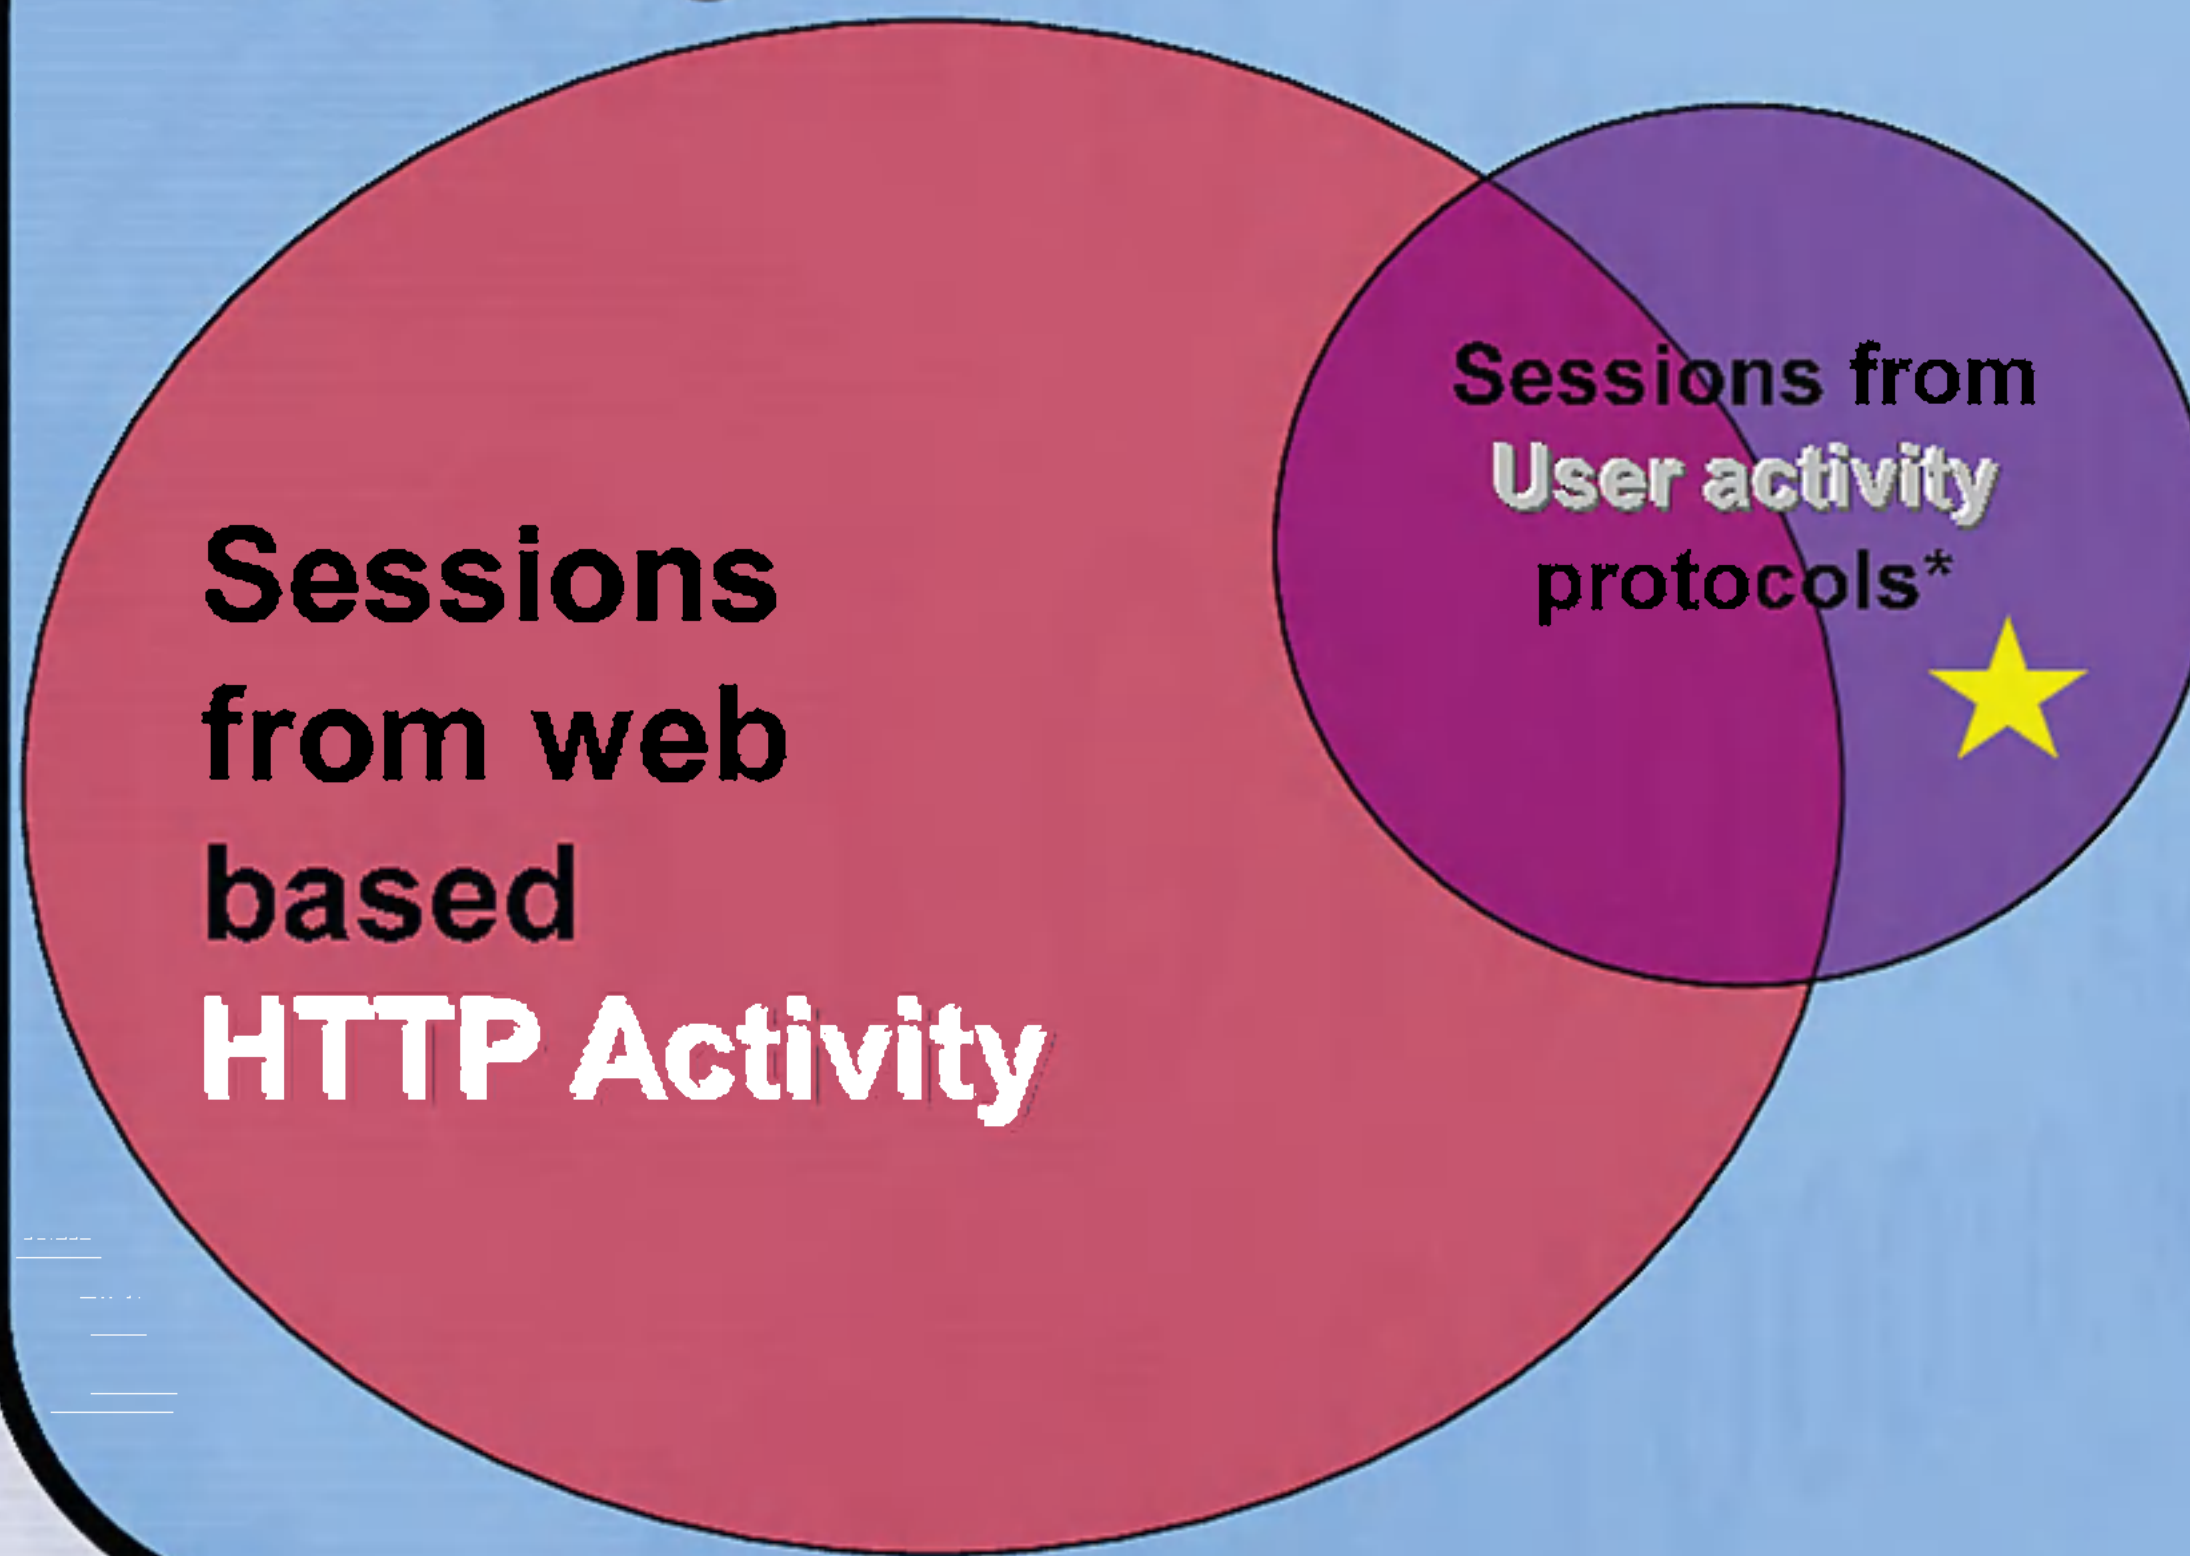 Sessions
from web
based
HTTP Activity
Sessions from
User activity
protocols*